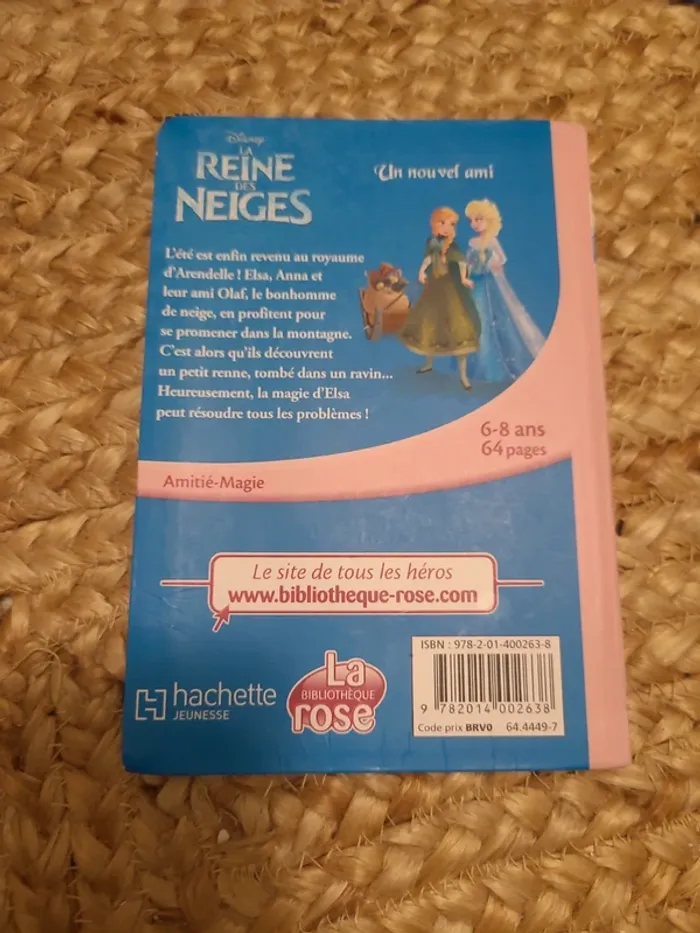 Disney
LA
REINE
DES
NEIGES
Un nouvel ami
L'été est enfin revenu au royaume
d'Arendelle ! Elsa, Anna et
leur ami Olaf, le bonhomme
de neige, en profitent pour
se promener dans la montagne.
C'est alors qu'ils découvrent
un petit renne, tombé dans un ravin...
Heureusement, la magie d'Elsa
peut résoudre tous les problèmes !
6-8 ans
64 pages
Amitié-Magie
Le site de tous les héros
www.bibliotheque-rose.com
hachette
JEUNESSE
La
BIBLIOTHÈQUE
rose
ISBN : 978-2-01-400263-8
9 782014 002638
Code prix BRV0 64.4449-7